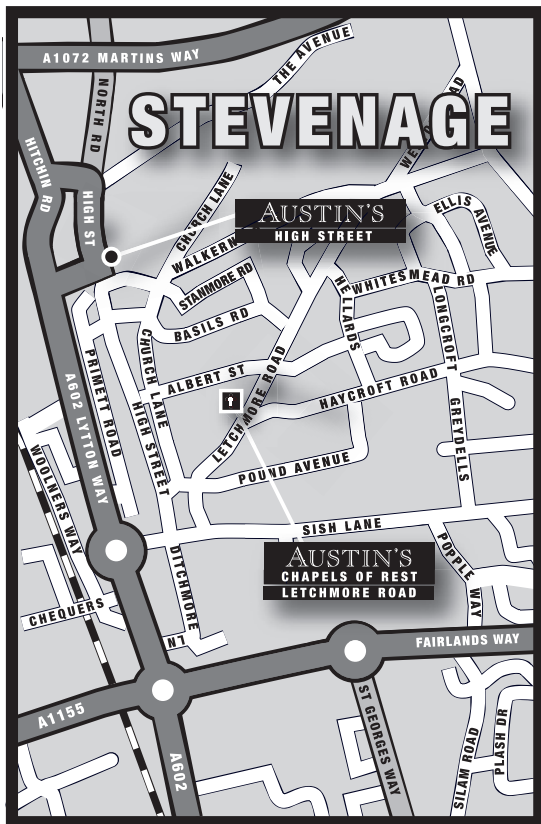 A1072 MARTINS WAY
THE AVENUE
NORTH RD
STEVENAGE
HITCHIN RD
HIGH ST
CHURCH LANE
AUSTIN'S
HIGH STREET
ELLIS AVENUE
WALKERN
STANMORE RD
WHITESMEAD RD
HELLARDS
LONGCROFT
BASILS RD
CHURCH LANE
ALBERT ST
PRIMETT ROAD
A602 LYTTON WAY
HIGH STREET
LETCHMORE ROAD
HAYCROFT ROAD
GREYDELLS
WOOLNERS WAY
POUND AVENUE
SISH LANE
DITCHMORE
LN
AUSTIN'S
CHAPELS OF REST
LETCHMORE ROAD
POPPLE WAY
CHEQUERS
FAIRLANDS WAY
A1155
A602
ST GEORGES WAY
SILAM ROAD
PLASH DR